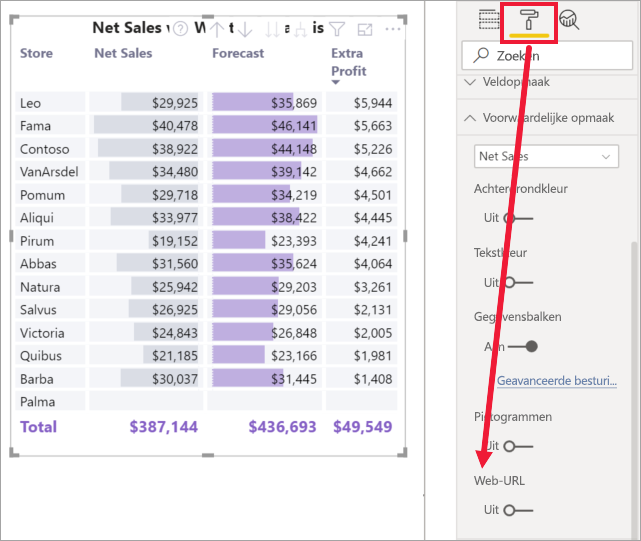 Net Sales
Store Net Sales Forecast Extra Profit
Leo $29,925 $35,869 $5,944
Fama $40,478 $46,141 $5,663
Contoso $38,922 $44,148 $5,226
VanArsdel $34,480 $39,142 $4,662
Pomum $29,718 $34,219 $4,501
Aliqui $33,977 $38,422 $4,445
Pirum $19,152 $23,393 $4,241
Abbas $31,560 $35,624 $4,064
Natura $25,942 $29,203 $3,261
Salvus $26,925 $29,056 $2,131
Victoria $24,843 $26,848 $2,005
Quibus $21,185 $23,166 $1,981
Barba $30,037 $31,445 $1,408
Palma
Total $387,144 $436,693 $49,549
Zoeken
Veldopmaak
Voorwaardelijke opmaak
Net Sales
Achtergrondkleur
Uit
Tekstkleur
Uit
Gegevensbalken
Aan
Geavanceerde besturi...
Pictogrammen
Uit
Web-URL
Uit